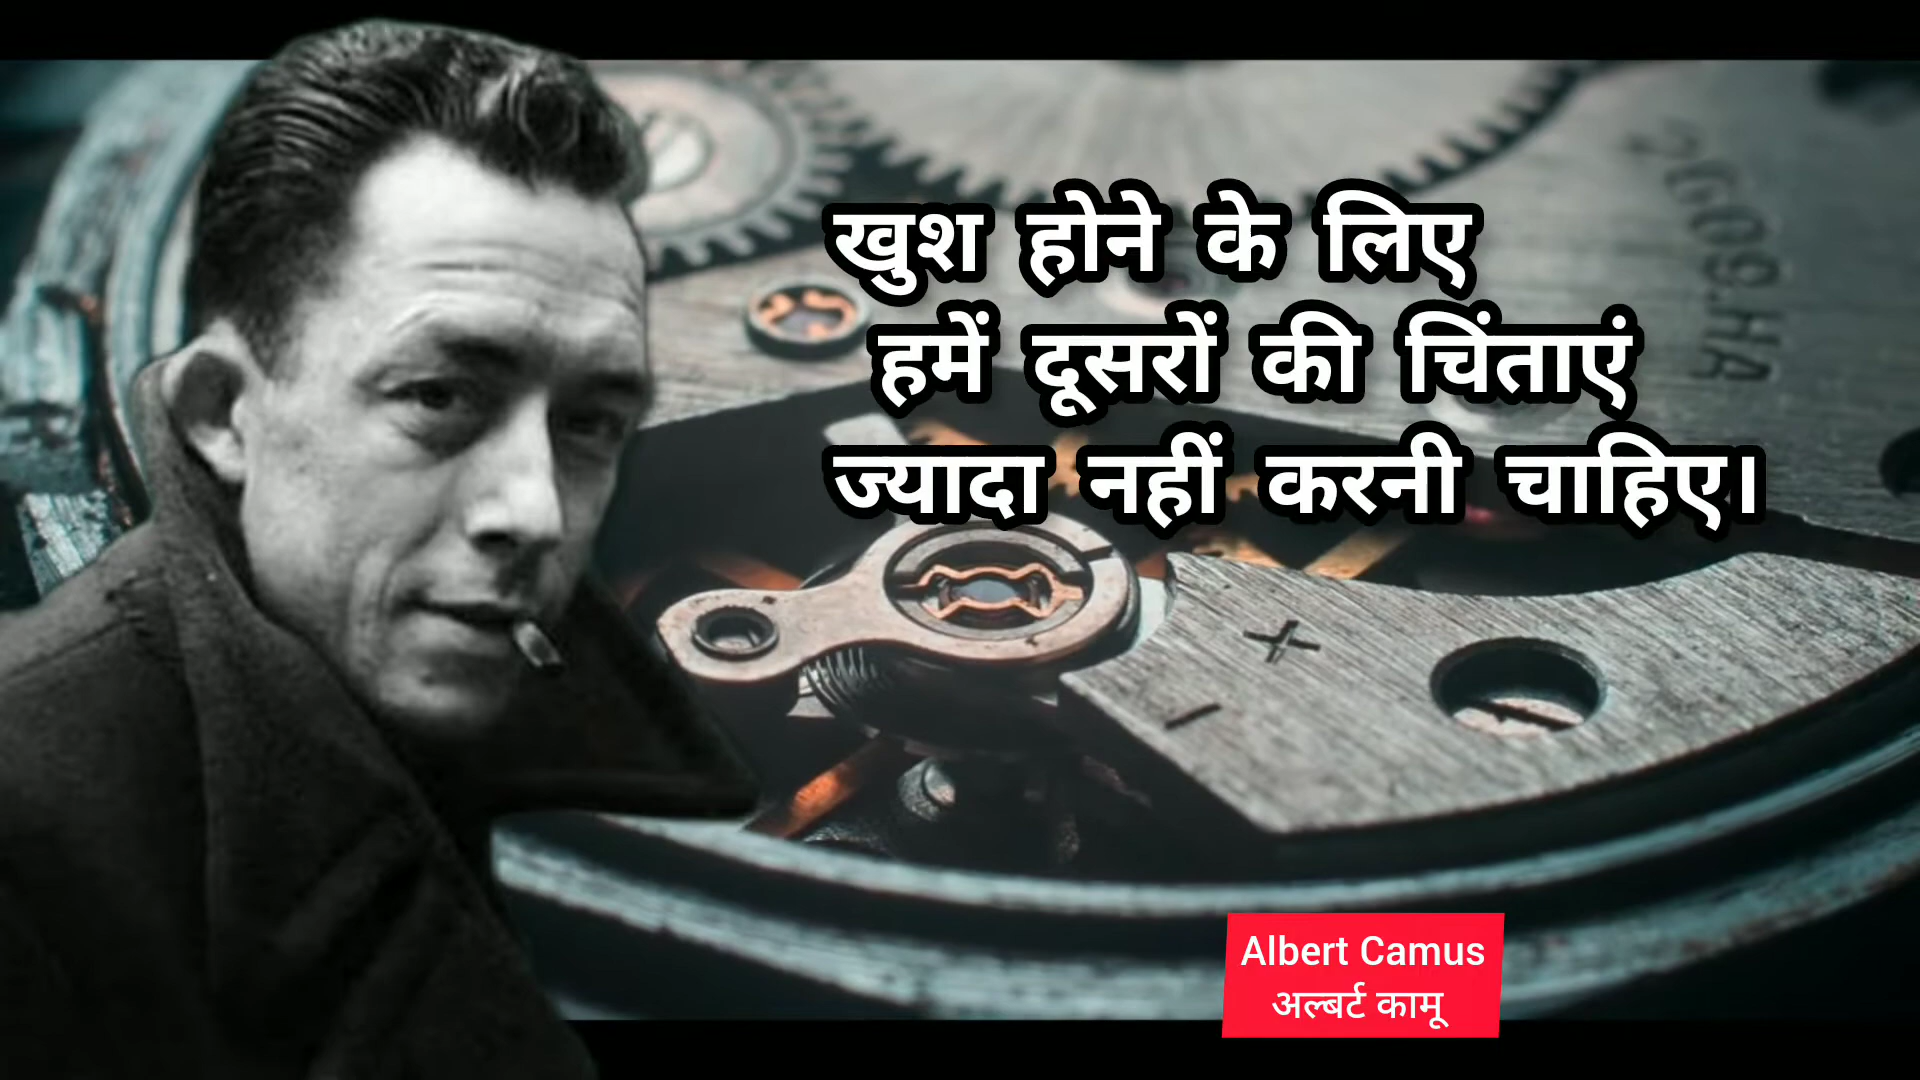 खुश होने के लिए
हमें दूसरों की चिंताएं
ज्यादा नहीं करनी चाहिए।
+
-
Albert Camus
अल्बर्ट कामू